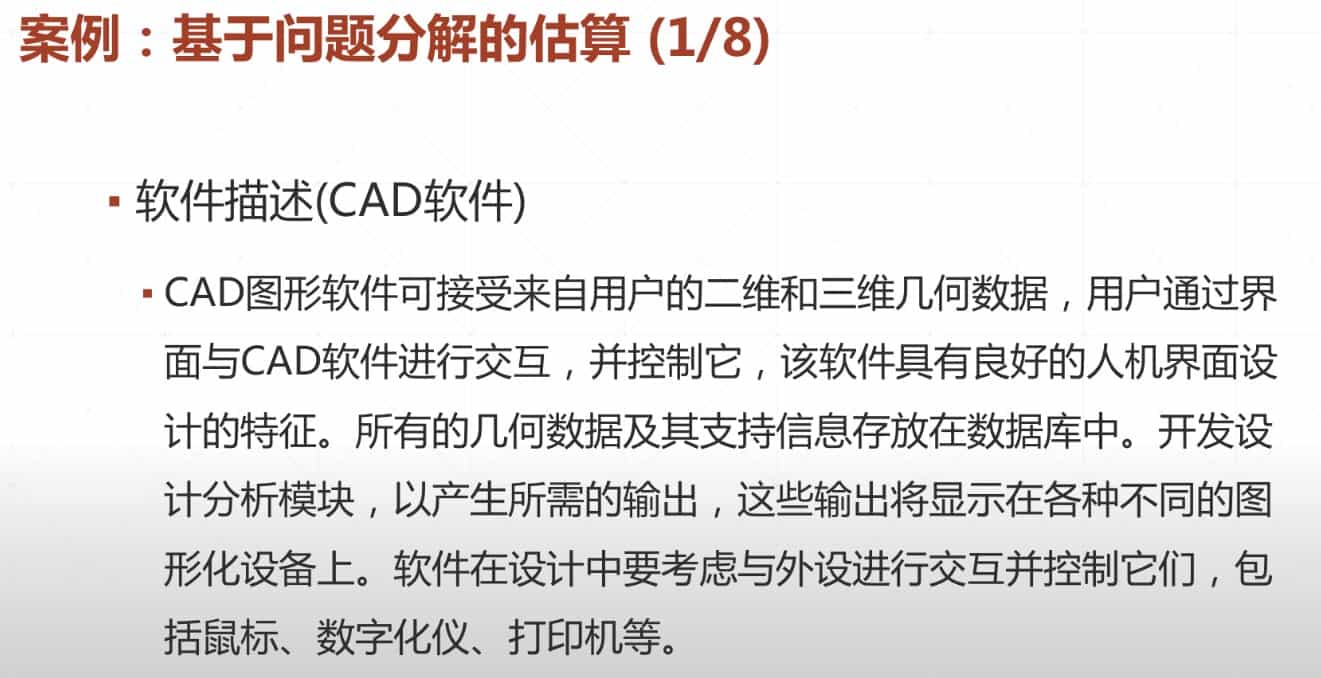 案例：基于问题分解的估算 (1/8)
▪ 软件描述(CAD软件)
▪ CAD图形软件可接受来自用户的二维和三维几何数据，用户通过界
面与CAD软件进行交互，并控制它，该软件具有良好的人机界面设
计的特征。所有的几何数据及其支持信息存放在数据库中。开发设
计分析模块，以产生所需的输出，这些输出将显示在各种不同的图
形化设备上。软件在设计中要考虑与外设进行交互并控制它们，包
括鼠标、数字化仪、打印机等。